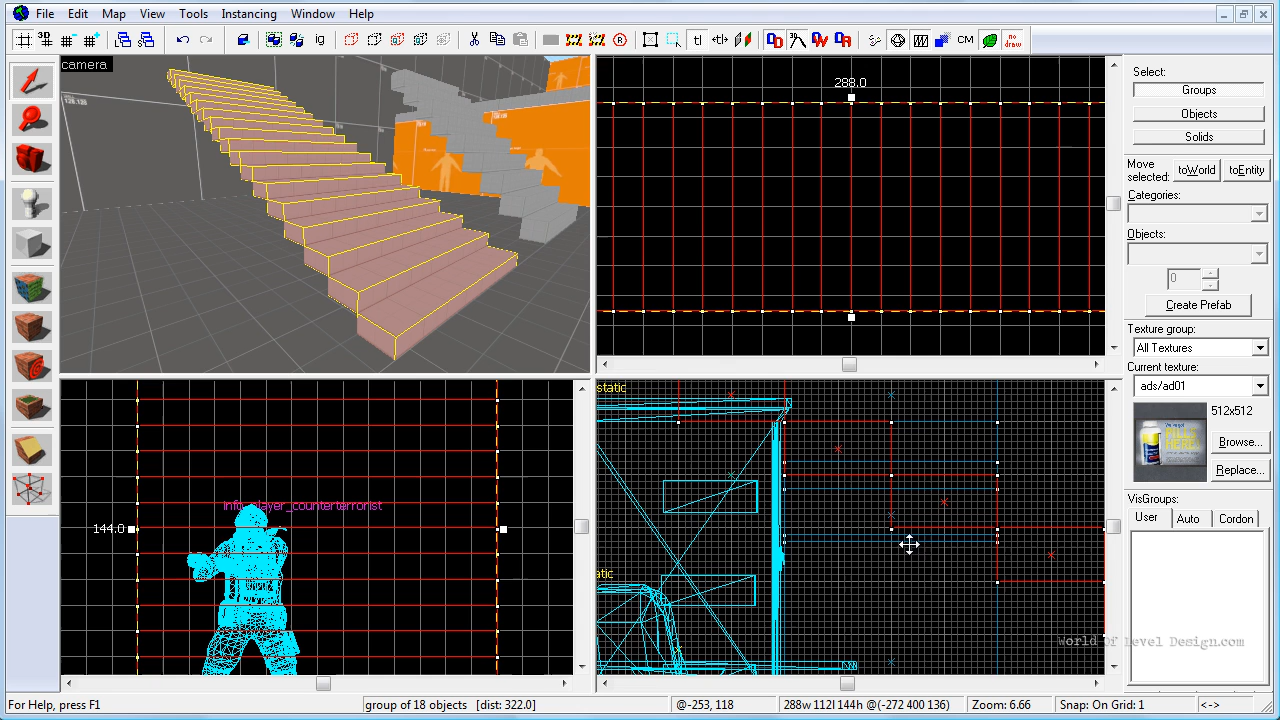 File Edit Map View Tools Instancing Window Help
camera
288.0
info_player_counterterrorist
144.0
static
atic
Select:
Groups
Objects
Solids
Move selected: toWorld toEntity
Categories:
Objects:
0
Create Prefab
Texture group:
All Textures
Current texture:
ads/ad01
512x512
Browse...
Replace...
VisGroups:
User Auto Cordon
World Of Level Design.com
For Help, press F1
group of 18 objects [dist: 322.0]
@-253, 118
288w 112l 144h @(-272 400 136)
Zoom: 6.66
Snap: On Grid: 1
<->